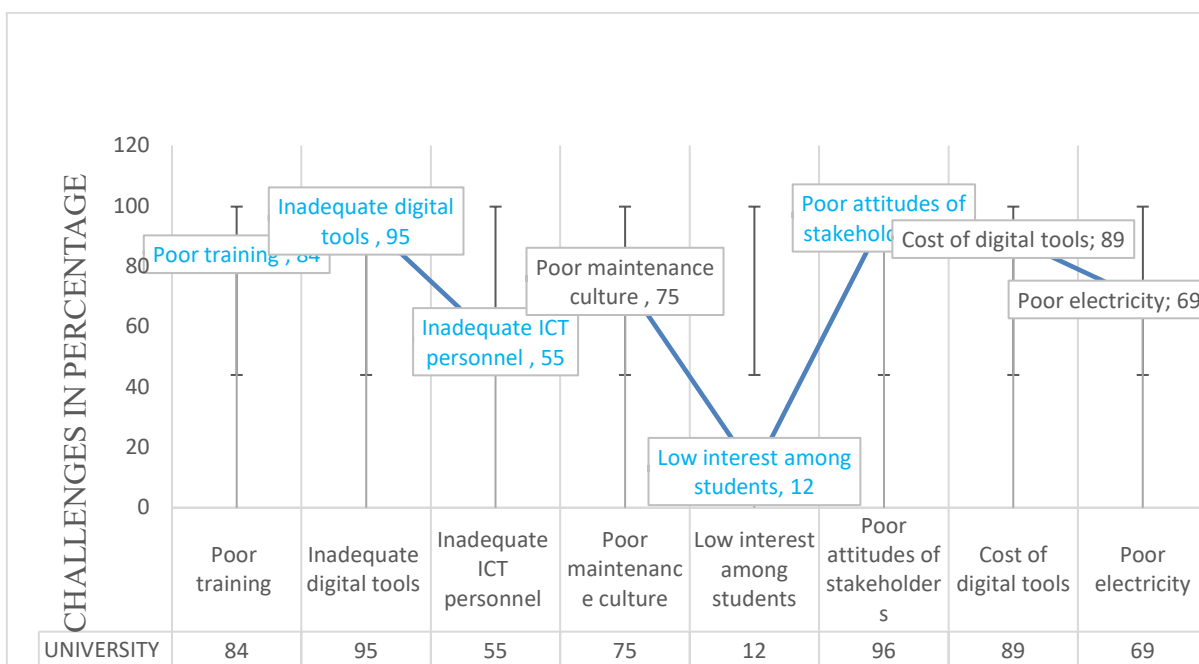 CHALLENGES IN PERCENTAGE
120
100
80
60
40
20
0
Poor training , 84
Inadequate digital
tools , 95
Inadequate ICT
personnel , 55
Poor maintenance
culture , 75
Low interest among
students, 12
Poor attitudes of
stakehold
Cost of digital tools; 89
Poor electricity; 69
Poor
training
Inadequate
digital tools
Inadequate
ICT
personnel
Poor
maintenanc
e culture
Low interest
among
students
Poor
attitudes of
stakeholder
s
Cost of
digital tools
Poor
electricity
UNIVERSITY 84 95 55 75 12 96 89 69